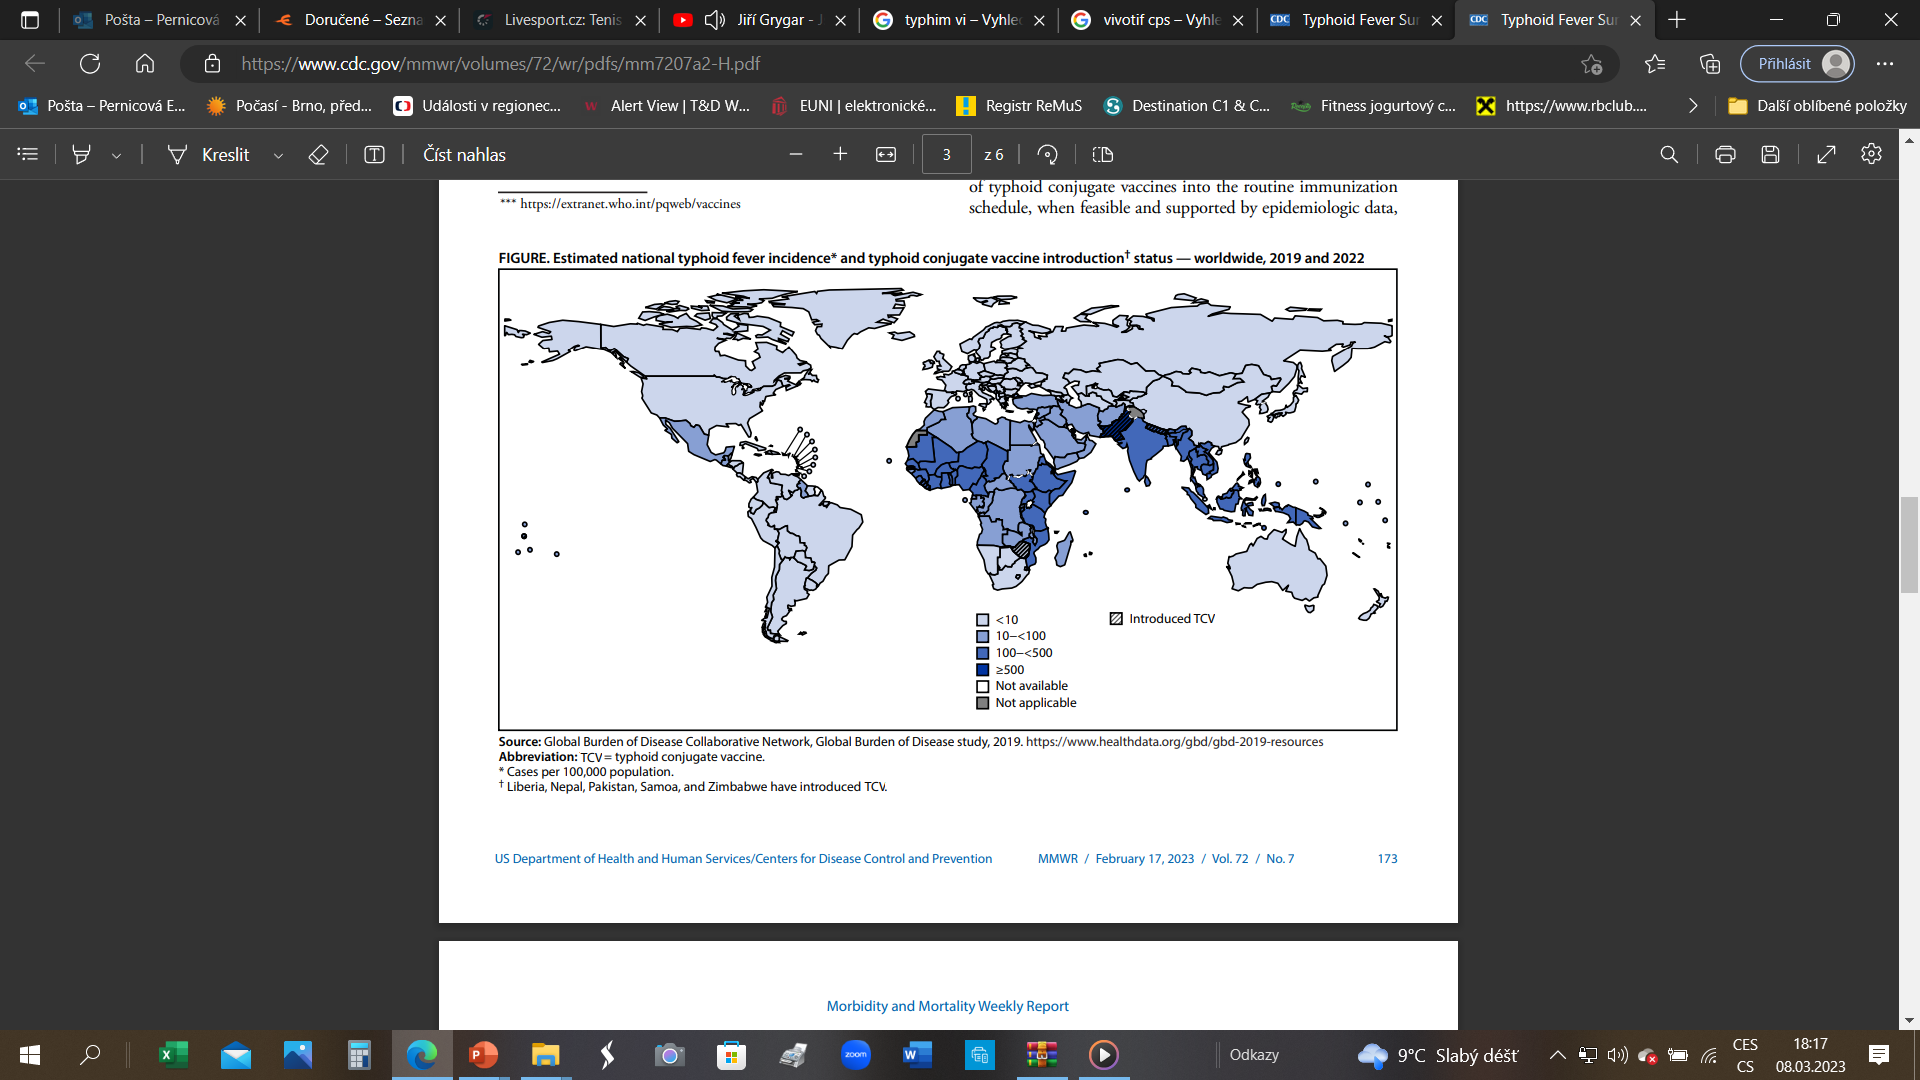 Pošta – Pernicová
Doručené – Sezna
Livesport.cz: Tenis
Jiří Grygar - J
typhim vi – Vyhle
vivotif cps – Vyhle
Typhoid Fever Sur
Typhoid Fever Sur
https://www.cdc.gov/mmwr/volumes/72/wr/pdfs/mm7207a2-H.pdf
Přihlásit
Pošta – Pernicová E...
Počasí - Brno, před...
Události v regionec...
Alert View | T&D W...
EUNI | elektronické...
Registr ReMuS
Destination C1 & C...
Fitness jogurtový c...
https://www.rbclub....
Další oblíbené položky
Kreslit
Číst nahlas
3
z 6
of typhoid conjugate vaccines into the routine immunization
schedule, when feasible and supported by epidemiologic data,
*** https://extranet.who.int/pqweb/vaccines
FIGURE. Estimated national typhoid fever incidence* and typhoid conjugate vaccine introduction† status — worldwide, 2019 and 2022
<10
10–<100
100–<500
≥500
Not available
Not applicable
Introduced TCV
Source: Global Burden of Disease Collaborative Network, Global Burden of Disease study, 2019. https://www.healthdata.org/gbd/gbd-2019-resources
Abbreviation: TCV = typhoid conjugate vaccine.
* Cases per 100,000 population.
† Liberia, Nepal, Pakistan, Samoa, and Zimbabwe have introduced TCV.
US Department of Health and Human Services/Centers for Disease Control and Prevention
MMWR / February 17, 2023 / Vol. 72 / No. 7
173
Morbidity and Mortality Weekly Report
zoom
Odkazy
9°C Slabý déšť
CES
CS
18:17
08.03.2023